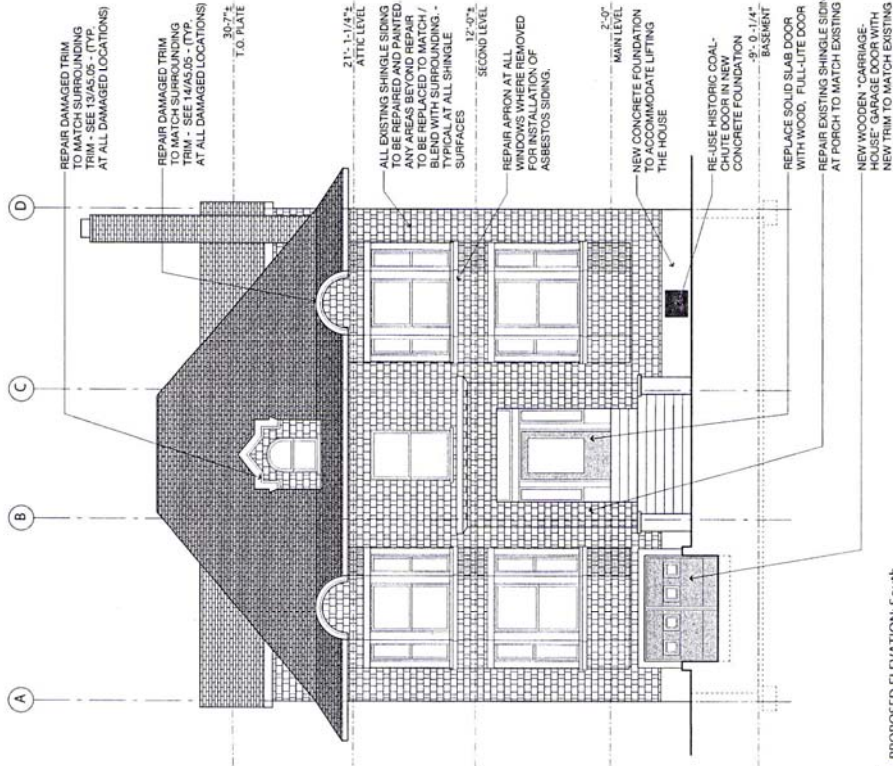 D
C
B
A
REPAIR DAMAGED TRIM
TO MATCH SURROUNDING
TRIM - SEE 13/A5.05 - (TYP.
AT ALL DAMAGED LOCATIONS)
30-7"±
T.O. PLATE
REPAIR DAMAGED TRIM
TO MATCH SURROUNDING
TRIM - SEE 14/A5.05 - (TYP.
AT ALL DAMAGED LOCATIONS)
21'- 1-1/4"±
ATTIC LEVEL
ALL EXISTING SHINGLE SIDING
TO BE REPAIRED AND PAINTED.
ANY AREAS BEYOND REPAIR
TO BE REPLACED TO MATCH /
BLEND WITH SURROUNDING. -
TYPICAL AT ALL SHINGLE
SURFACES
12'-0"±
SECOND LEVEL
REPAIR APRON AT ALL
WINDOWS WHERE REMOVED
FOR INSTALLATION OF
ASBESTOS SIDING.
2'-0"
MAIN LEVEL
NEW CONCRETE FOUNDATION
TO ACCOMMODATE LIFTING
THE HOUSE
RE-USE HISTORIC COAL-
CHUTE DOOR IN NEW
CONCRETE FOUNDATION
-9'- 0 -1/4"
BASEMENT
REPLACE SOLID SLAB DOOR
WITH WOOD, FULL-LITE DOOR
REPAIR EXISTING SHINGLE SIDIN
AT PORCH TO MATCH EXISTING
NEW WOODEN "CARRIAGE-
HOUSE' GARAGE DOOR WITH
NEW TRIM TO MATCH EXISTING
PROPOSED ELEVATION: South